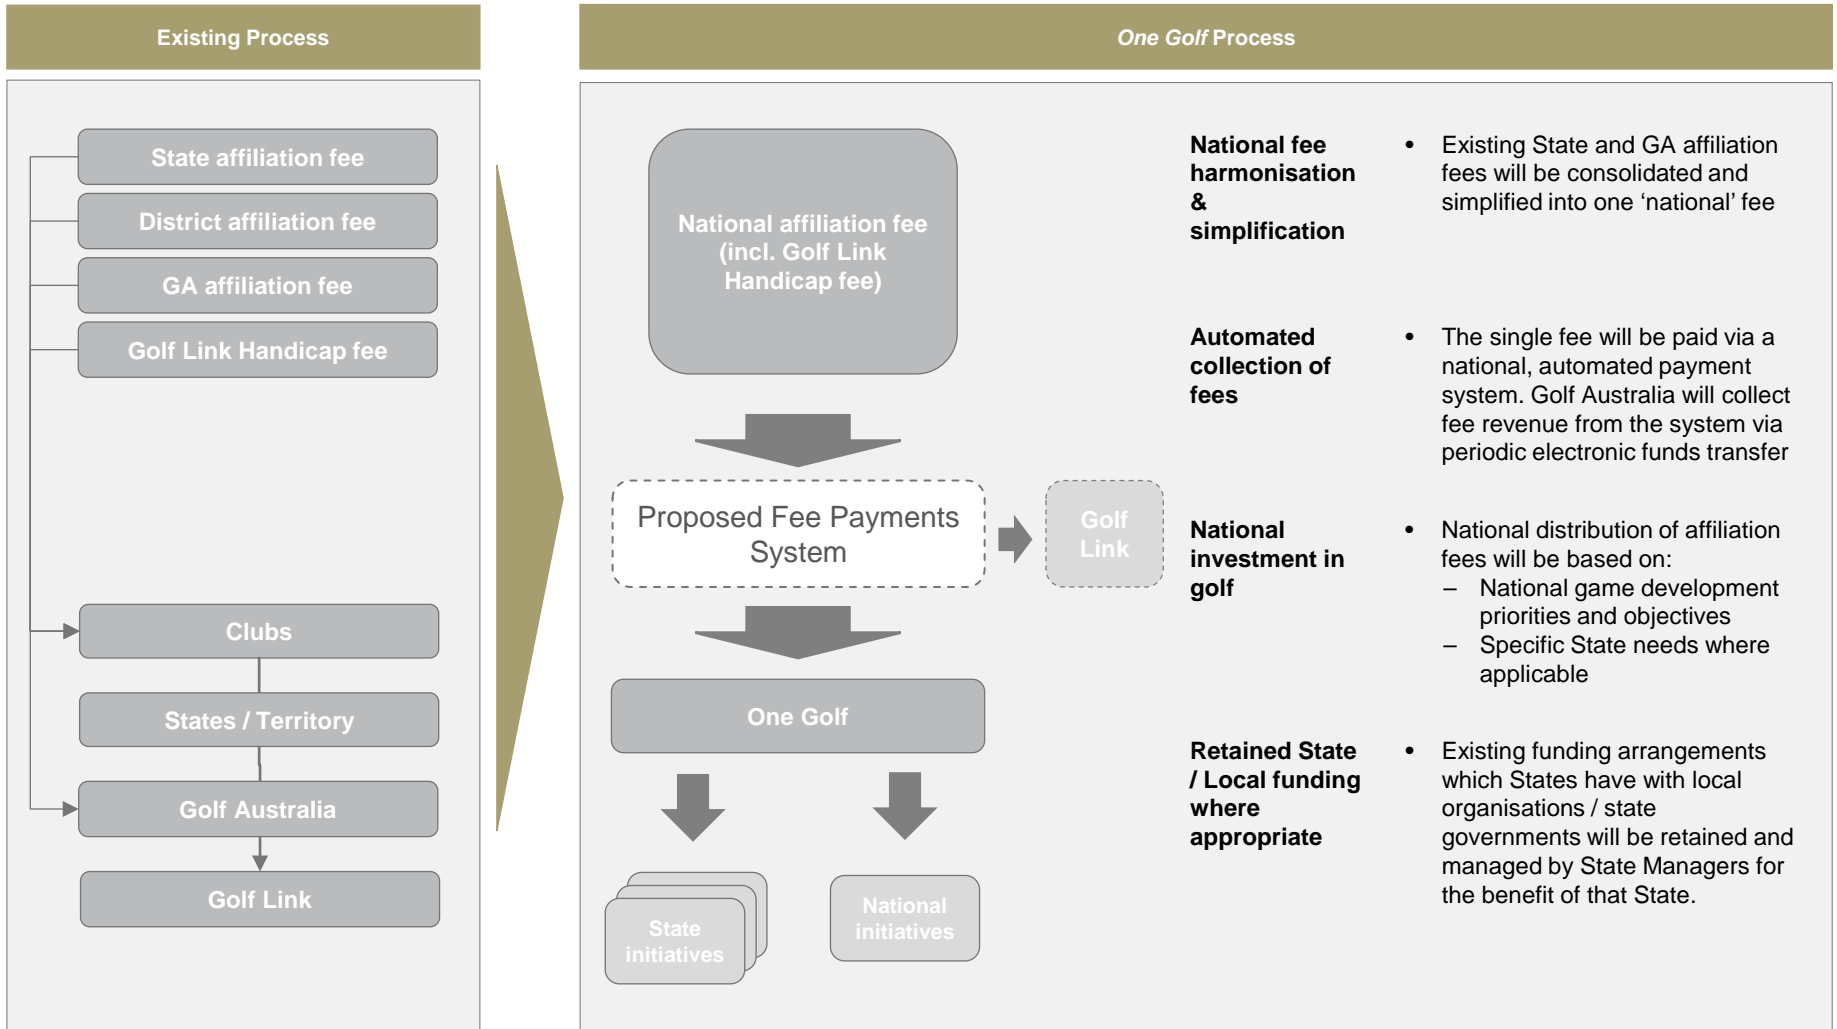 Existing Process
One Golf Process
State affiliation fee
District affiliation fee
GA affiliation fee
Golf Link Handicap fee
Clubs
States / Territory
Golf Australia
Golf Link
National affiliation fee
(incl. Golf Link
Handicap fee)
Proposed Fee Payments
System
Golf
Link
One Golf
State
initiatives
National
initiatives
National fee
harmonisation
&
simplification
• Existing State and GA affiliation
fees will be consolidated and
simplified into one ‘national’ fee
Automated
collection of
fees
• The single fee will be paid via a
national, automated payment
system. Golf Australia will collect
fee revenue from the system via
periodic electronic funds transfer
National
investment in
golf
• National distribution of affiliation
fees will be based on:
– National game development
priorities and objectives
– Specific State needs where
applicable
Retained State
/ Local funding
where
appropriate
• Existing funding arrangements
which States have with local
organisations / state
governments will be retained and
managed by State Managers for
the benefit of that State.